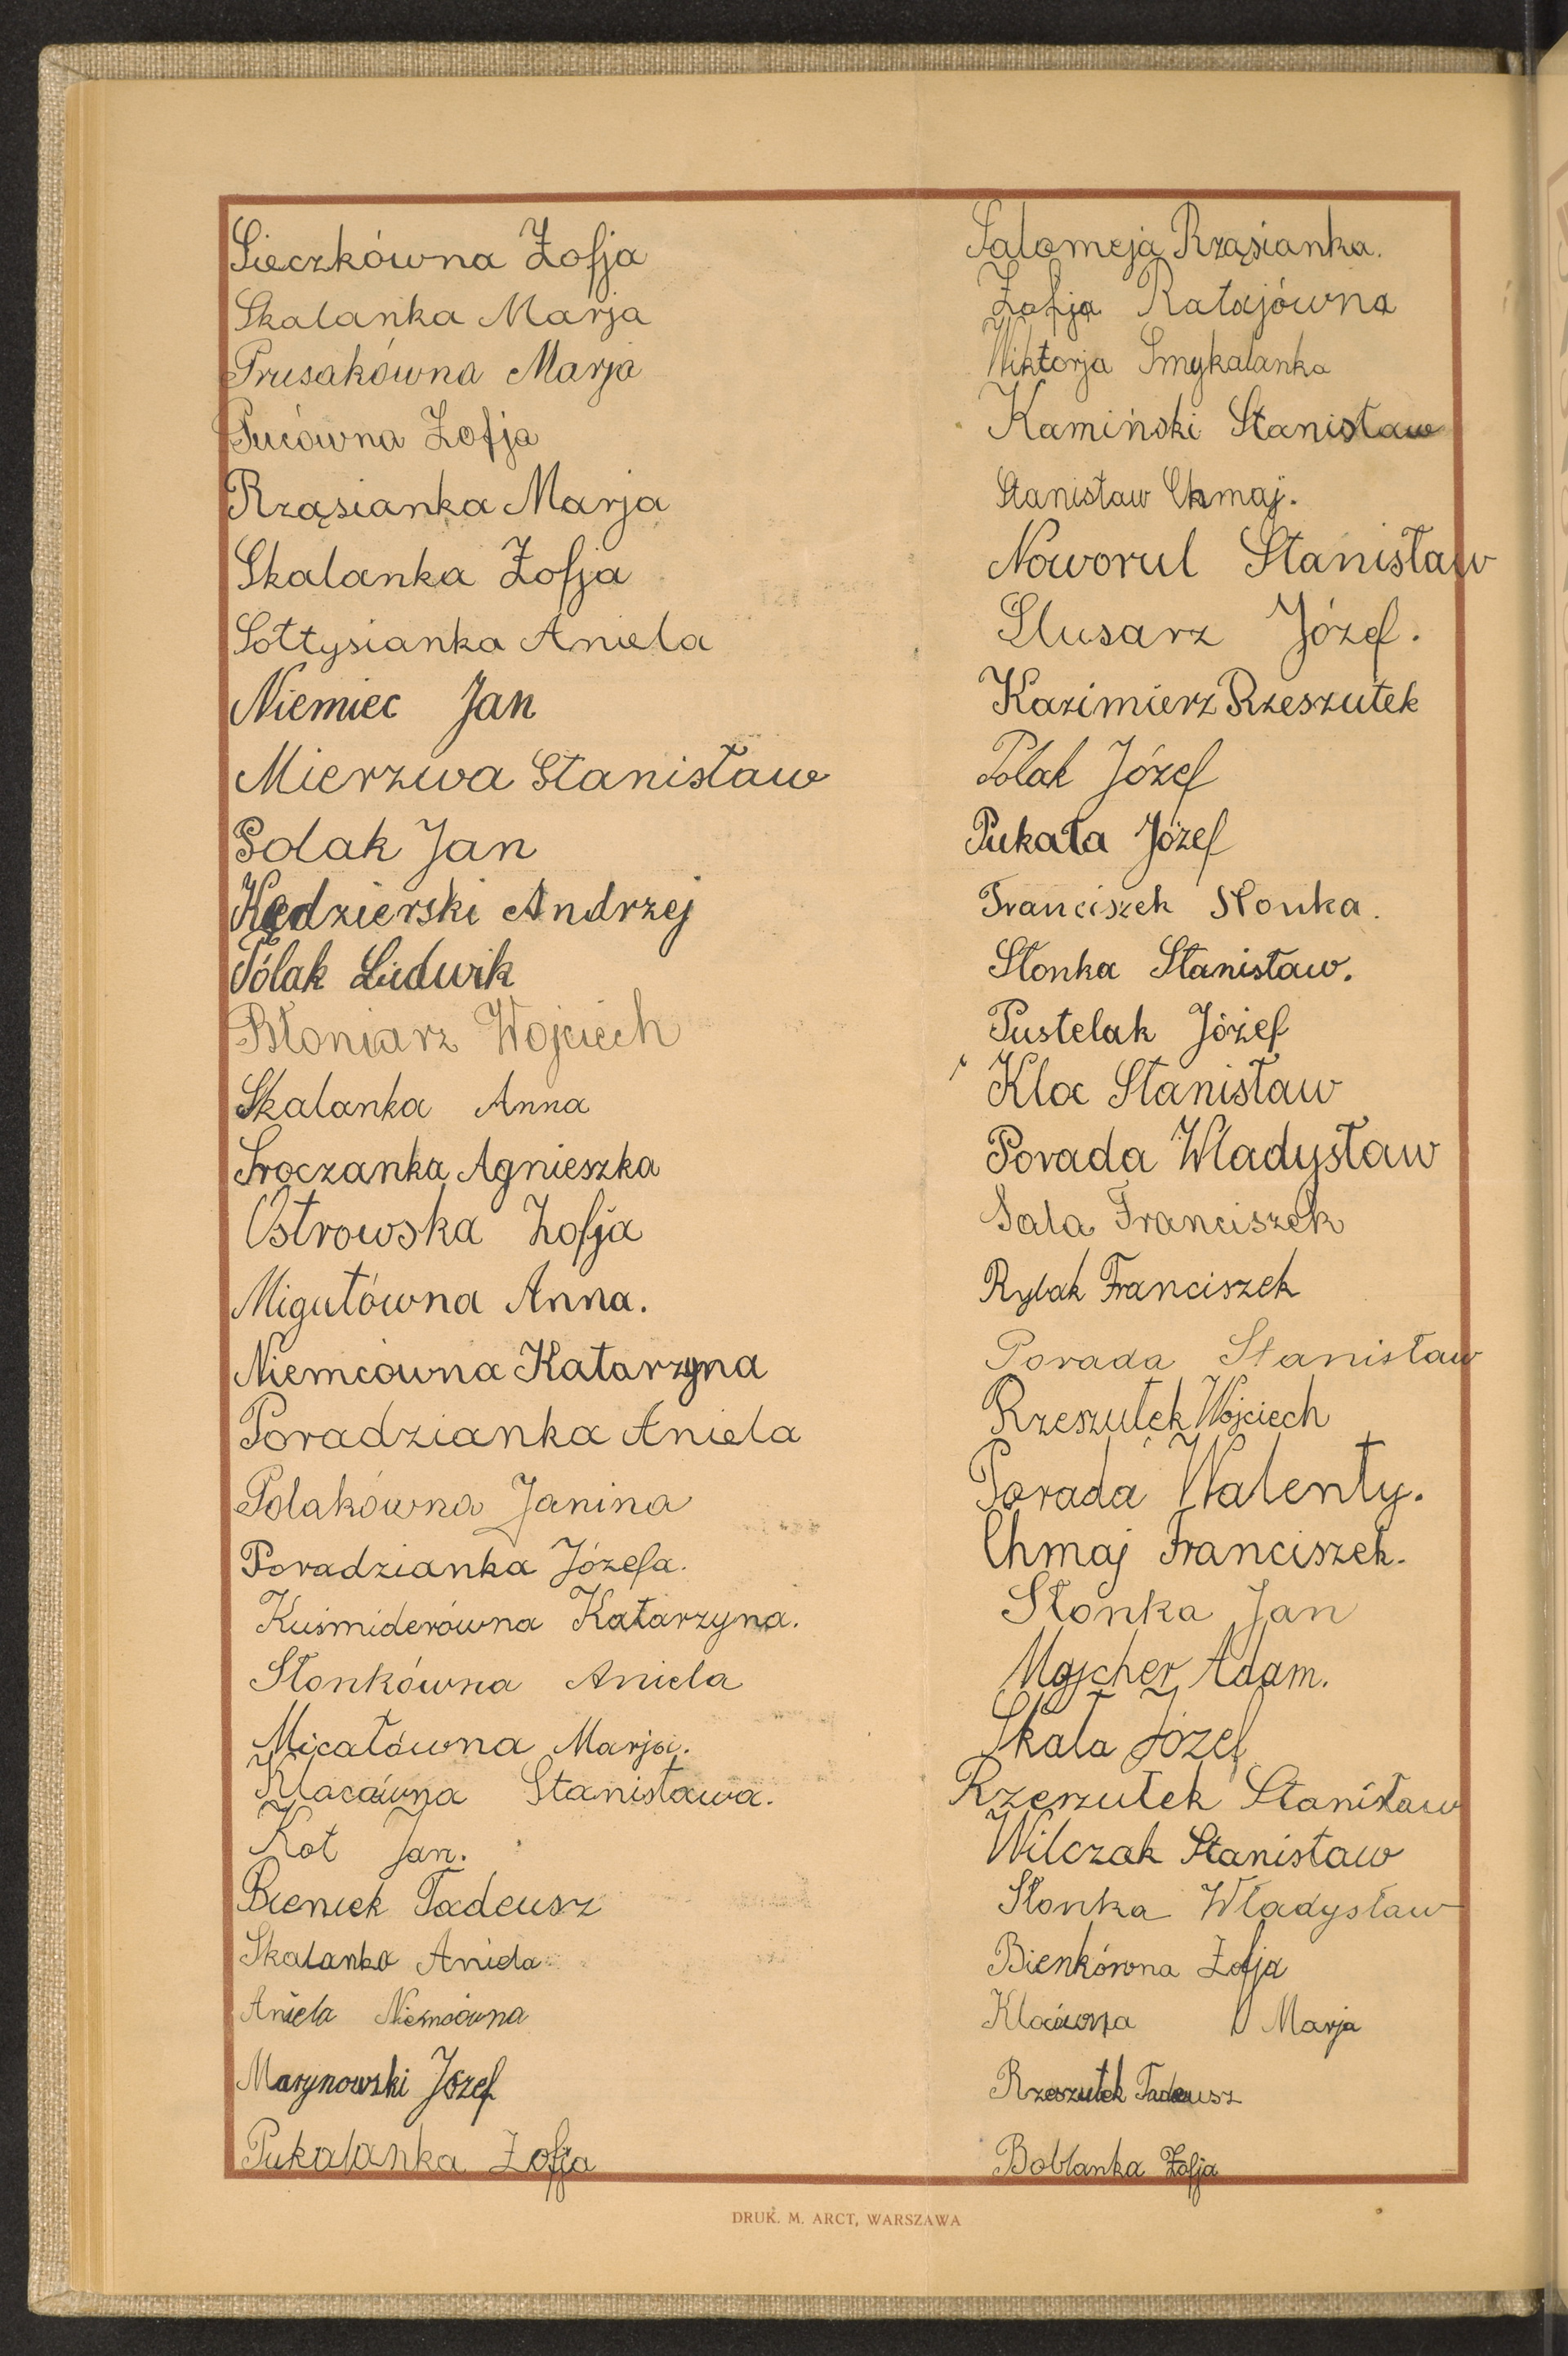 Sieczkówna Zofja
Skalanka Marja
Prusakówna Marja
Pucówna Zofja
Rząsianka Marja
Skalanka Zofja
Sołtysianka Aniela
Niemiec Jan
Mierzwa Stanisław
Polak Jan
Kędzierski Andrzej
Polak Ludwik
Błoniarz Wojciech
Skalanka Anna
Sroczanka Agnieszka
Ostrowska Zofja
Migutówna Anna.
Niemcówna Katarzyna
Poradzianka Aniela
Polakówna Janina
Poradzianka Józefa.
Kuśmiderówna Katarzyna.
Słonkówna Aniela
Micałówna Marja.
Klacówna Stanisława.
Kot Jan.
Bieniek Tadeusz
Skalanka Aniela
Aniela Niemcówna
Marynowski Józef
Pukalanka Zofja
Salomeja Rząsianka.
Zofja Ratajówna
Wiktorja Smykalanka
Kamiński Stanisław
Stanisław Chmaj.
Noworul Stanisław
Slusarz Józef.
Kazimierz Rzeszutek
Polak Józef
Pukała Józef
Franciszek Słonka.
Słonka Stanisław.
Pustelak Józef
Kloc Stanisław
Porada Władysław
Sala Franciszek
Rybak Franciszek
Porada Stanisław
Rzeszutek Wojciech
Porada Walenty.
Chmaj Franciszek.
Słonka Jan
Majcher Adam.
Skała Józef
Rzeszutek Stanisław
Wilczak Stanisław
Słonka Władysław
Bienkówna Zofja
Klocówna Marja
Rzeszutek Tadeusz
Boblanka Zofja
DRUK. M. ARCT, WARSZAWA